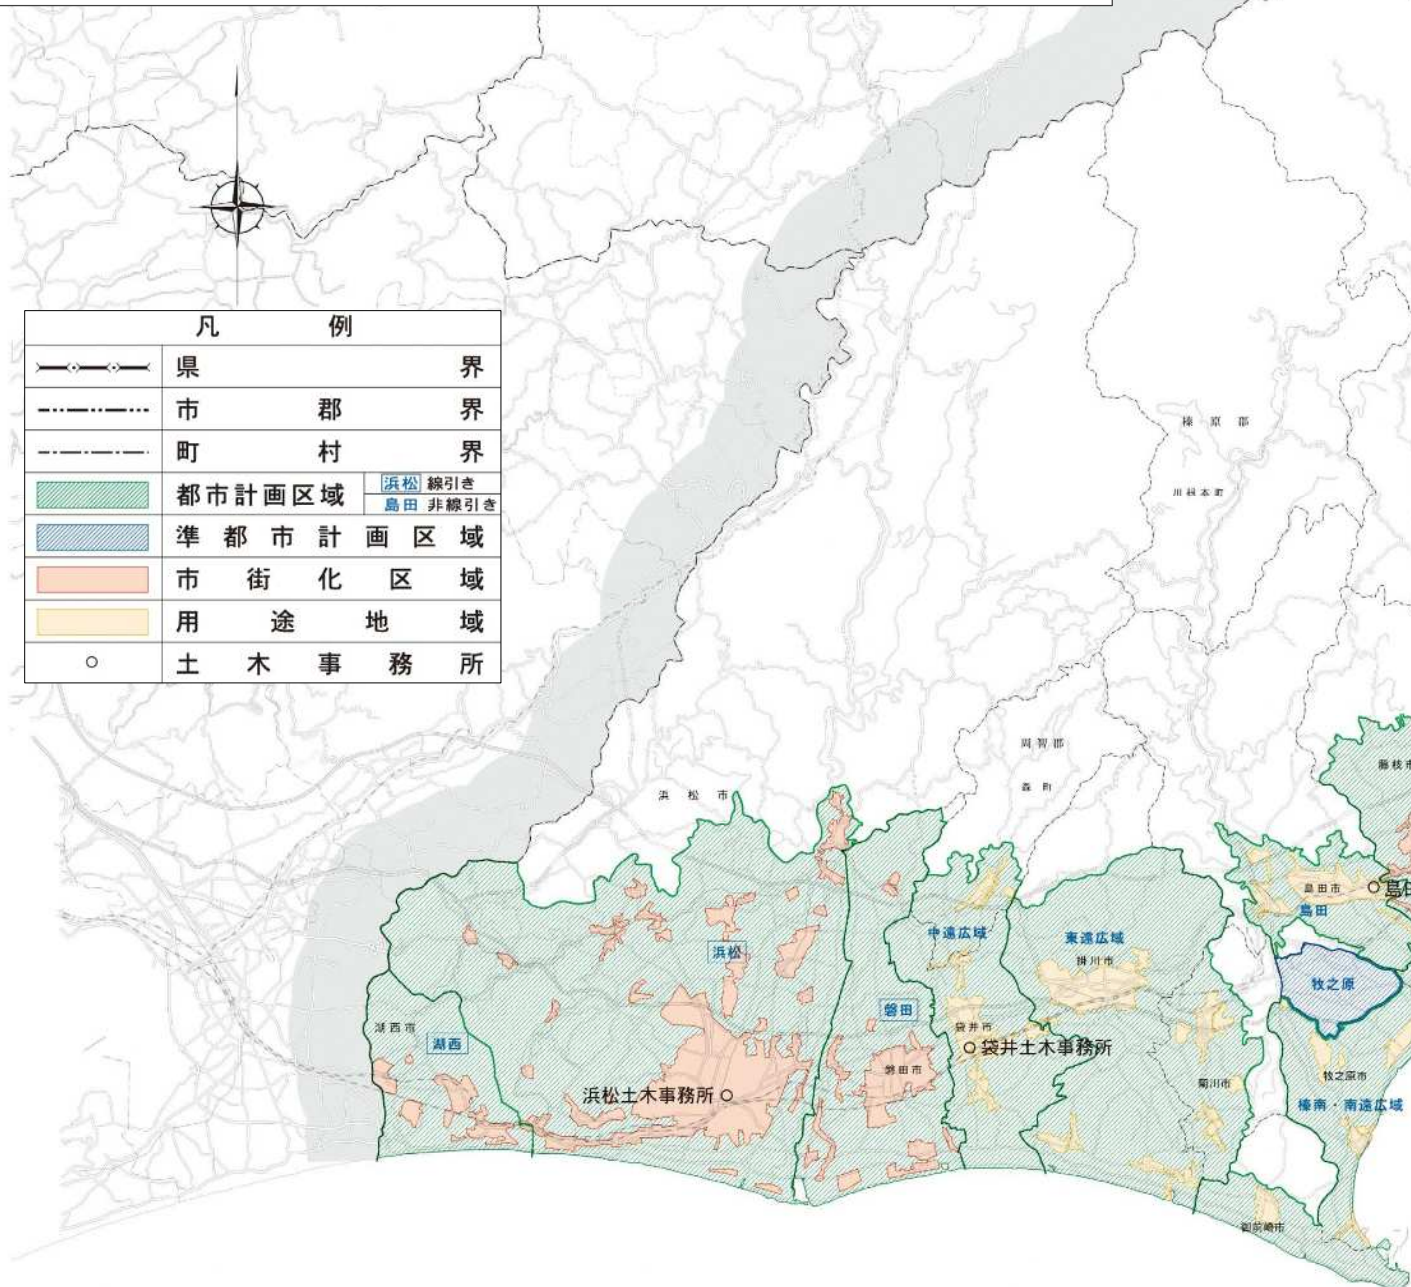 凡例
県界
市郡界
町村界
都市計画区域 浜松 線引き
島田 非線引き
準都市計画区域
市街化区域
用途地域
土木事務所
榛原郡
川根本町
周智郡
森町
浜松市
藤枝市
島田市
島田
島田
中遠広域
東遠広域
掛川市
浜松
牧之原
磐田
湖西市
湖西
袋井市
袋井土木事務所
磐田市
菊川市
牧之原市
浜松土木事務所
榛南・南遠広域
御前崎市